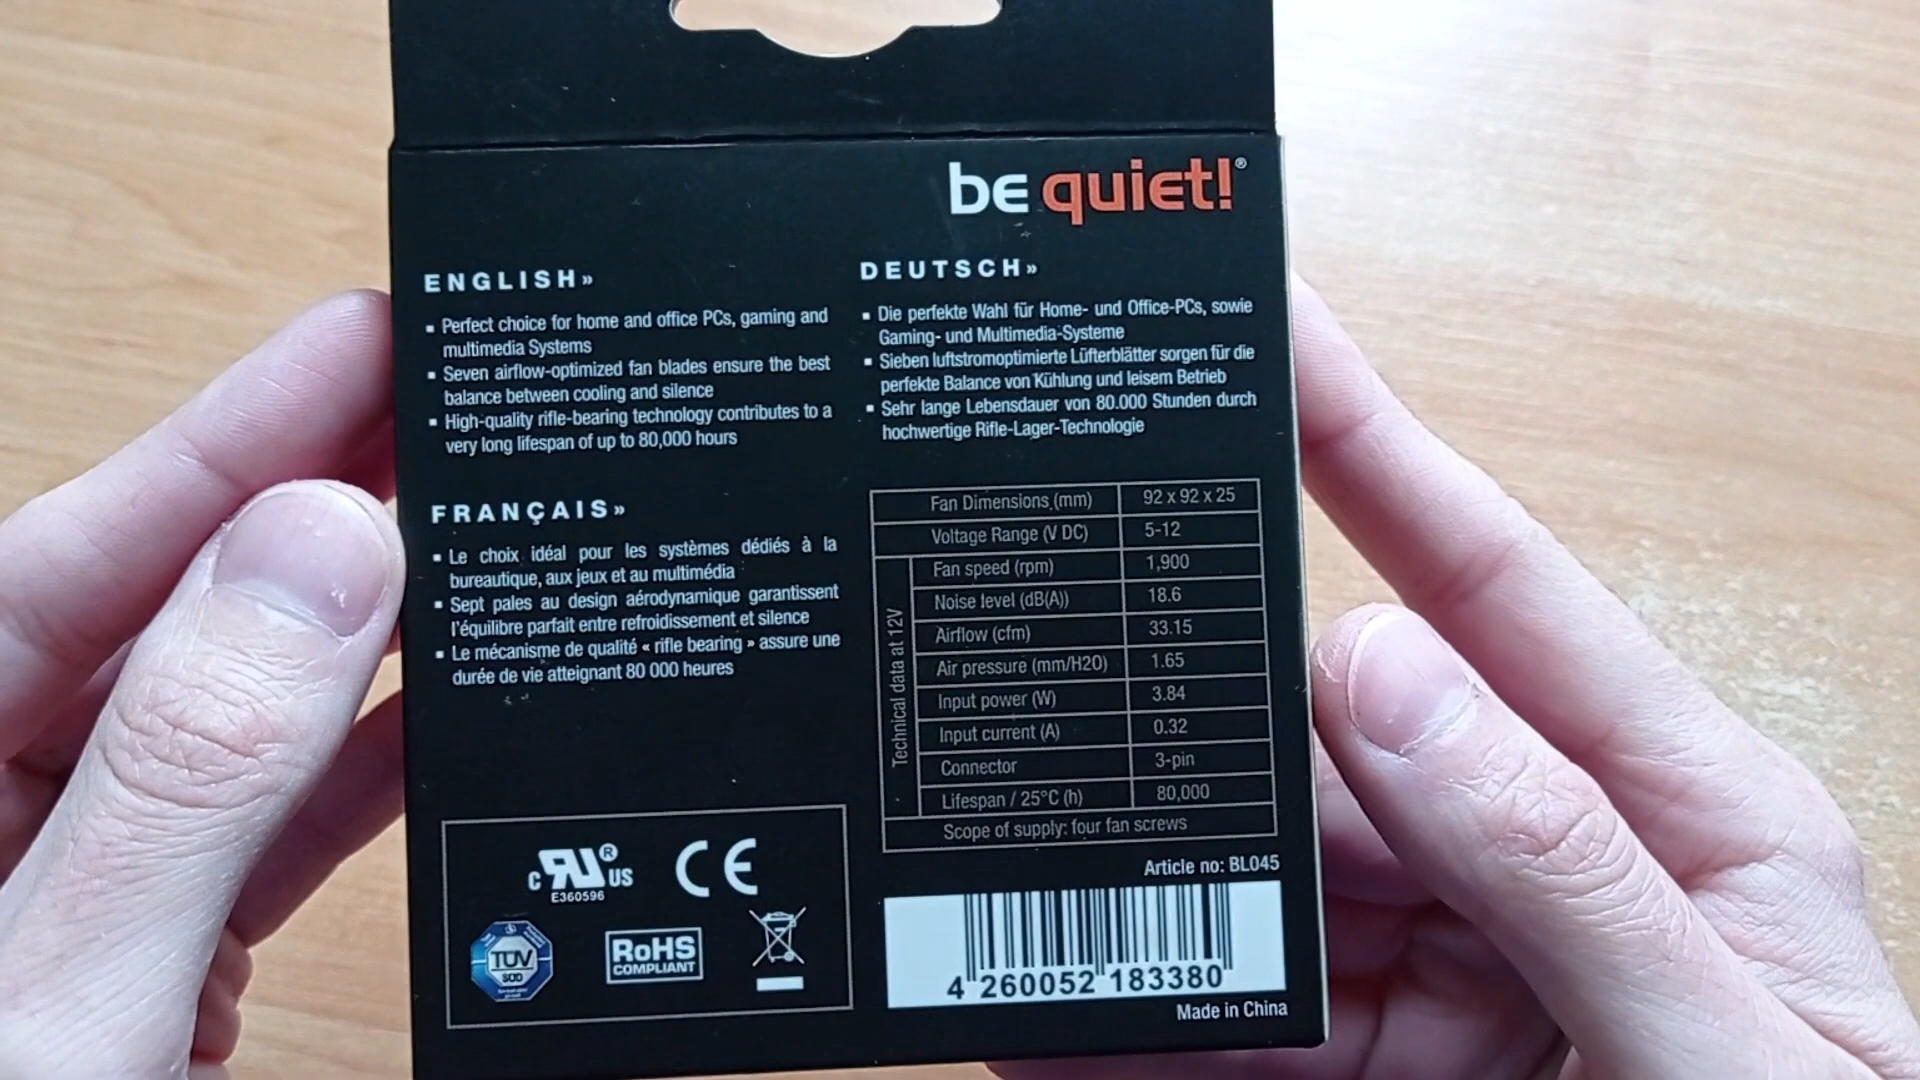 be quiet!®
ENGLISH»
▪ Perfect choice for home and office PCs, gaming and
multimedia Systems
▪ Seven airflow-optimized fan blades ensure the best
balance between cooling and silence
▪ High-quality rifle-bearing technology contributes to a
very long lifespan of up to 80,000 hours
FRANÇAIS»
▪ Le choix idéal pour les systèmes dédiés à la
bureautique, aux jeux et au multimédia
▪ Sept pales au design aérodynamique garantissent
l'équilibre parfait entre refroidissement et silence
▪ Le mécanisme de qualité « rifle bearing » assure une
durée de vie atteignant 80 000 heures
DEUTSCH»
▪ Die perfekte Wahl für Home- und Office-PCs, sowie
Gaming- und Multimedia-Systeme
▪ Sieben luftstromoptimierte Lüfterblätter sorgen für die
perfekte Balance von Kühlung und leisem Betrieb
▪ Sehr lange Lebensdauer von 80.000 Stunden durch
hochwertige Rifle-Lager-Technologie
Fan Dimensions (mm) 92 x 92 x 25
Voltage Range (V DC) 5-12
Technical data at 12V
Fan speed (rpm) 1,900
Noise level (dB(A)) 18.6
Airflow (cfm) 33.15
Air pressure (mm/H2O) 1.65
Input power (W) 3.84
Input current (A) 0.32
Connector 3-pin
Lifespan / 25°C (h) 80,000
Scope of supply: four fan screws
c RU® US
E360596
CE
TÜV
SÜD
RoHS
COMPLIANT
Article no: BL045
4 260052 183380
Made in China